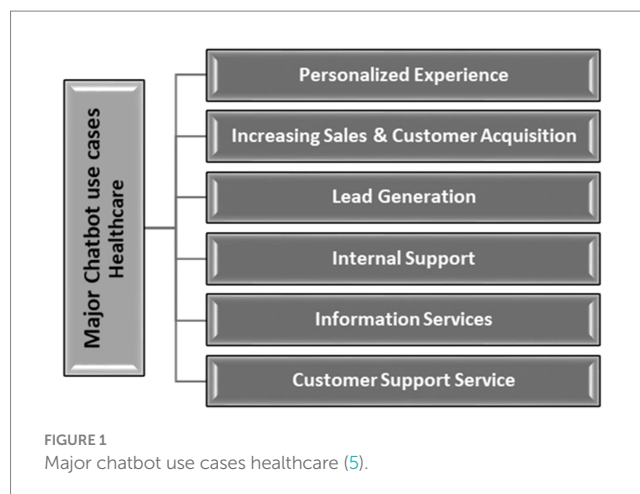 Major Chatbot use cases
Healthcare
Personalized Experience
Increasing Sales & Customer Acquisition
Lead Generation
Internal Support
Information Services
Customer Support Service
FIGURE 1
Major chatbot use cases healthcare (5).